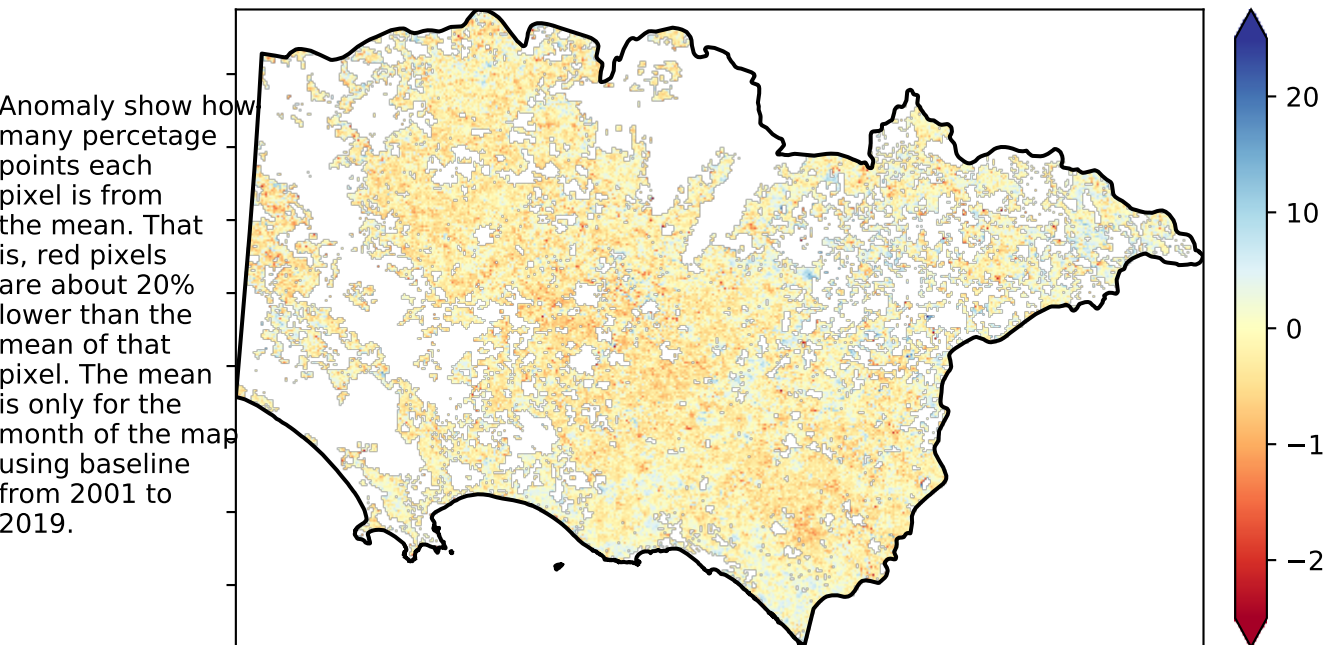 Anomaly show how
many percetage
points each
pixel is from
the mean. That
is, red pixels
are about 20%
lower than the
mean of that
pixel. The mean
is only for the
month of the map
using baseline
from 2001 to
2019.
20
10
0
−1
−2